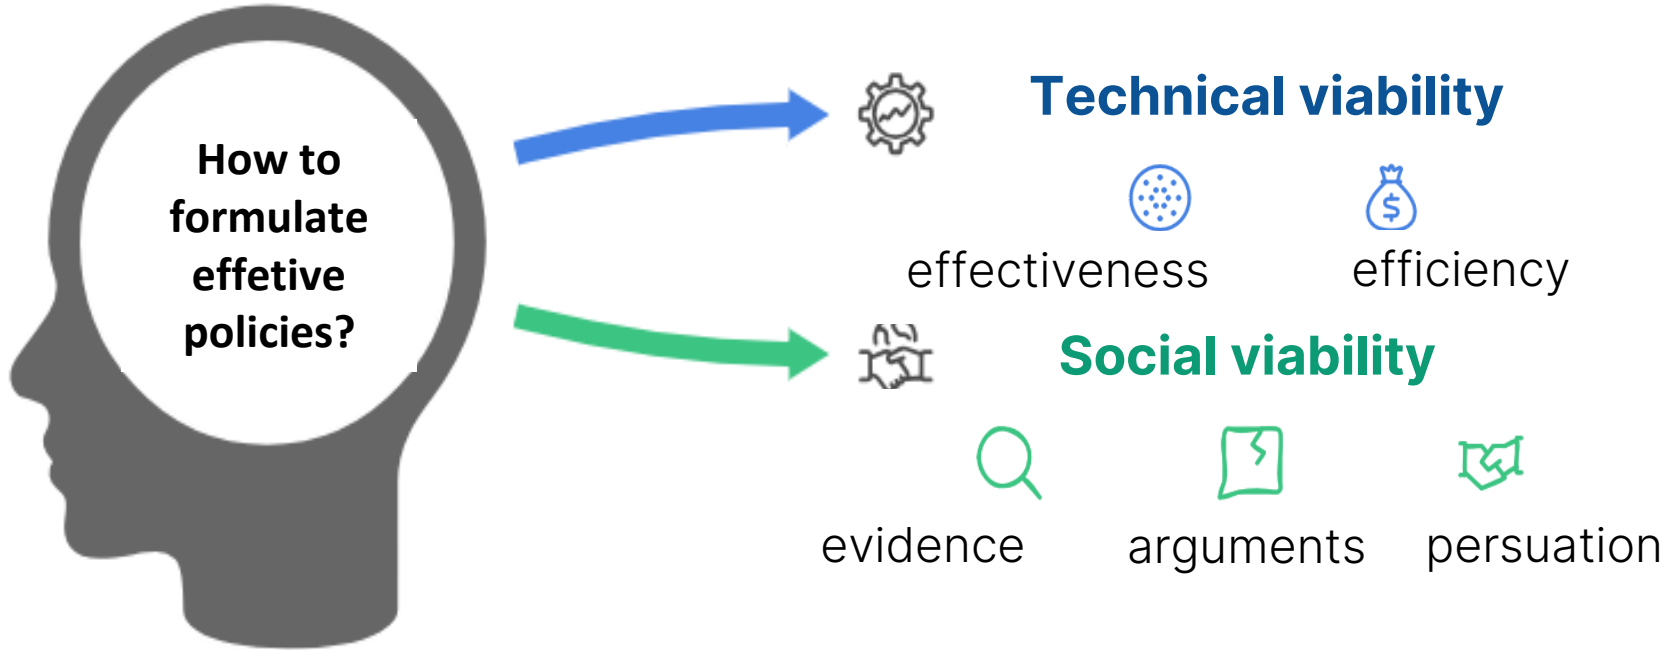 How to
formulate
effetive
policies?
Technical viability
effectiveness
efficiency
Social viability
evidence
arguments
persuation